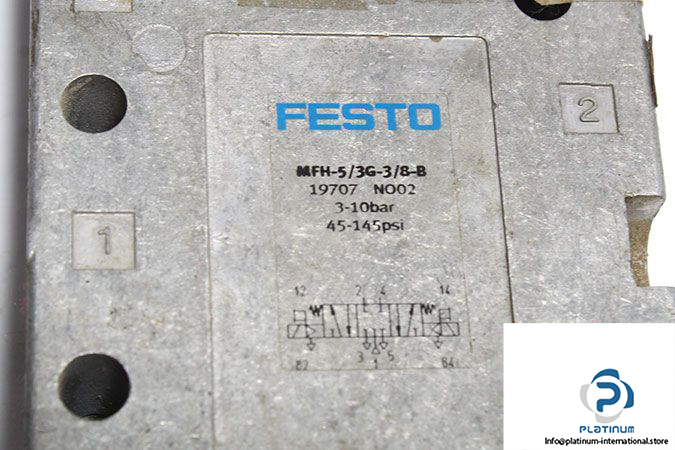 FESTO
MFH-5/3G-3/8-B
19707 NO02
3-10bar
45-145psi
2
1
12 2 4 14
82 3 1 5 84
PLATINUM
Info@platinum-international.store